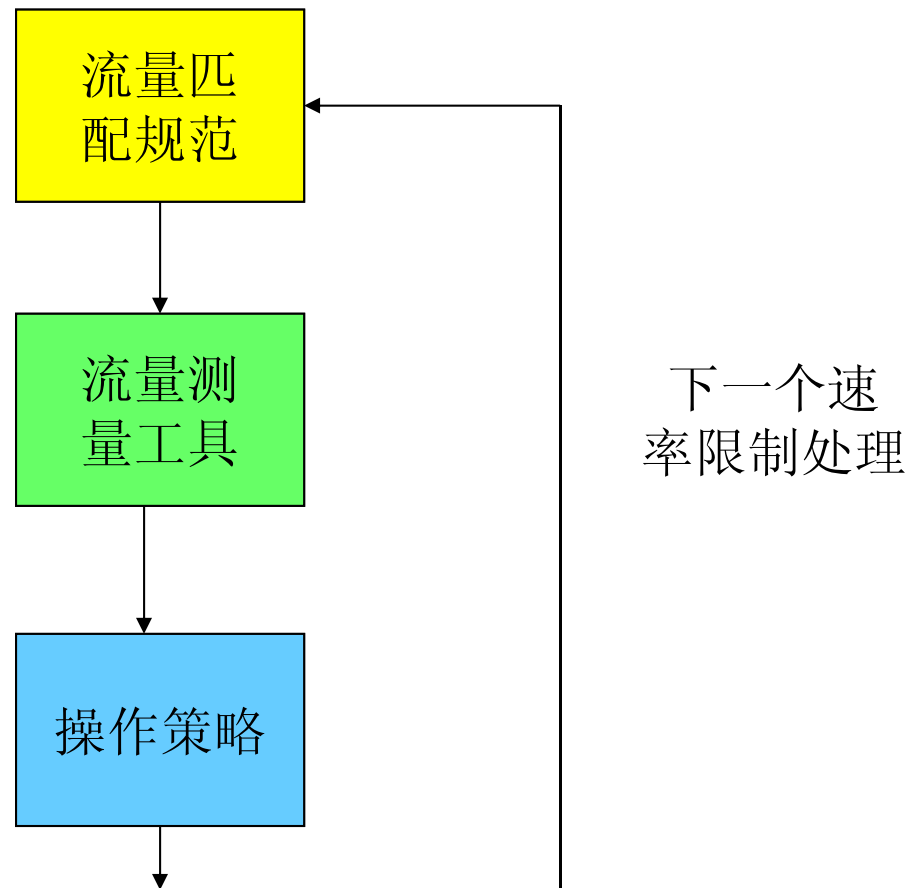 流量匹
配规范
流量测
量工具
下一个速
率限制处理
操作策略